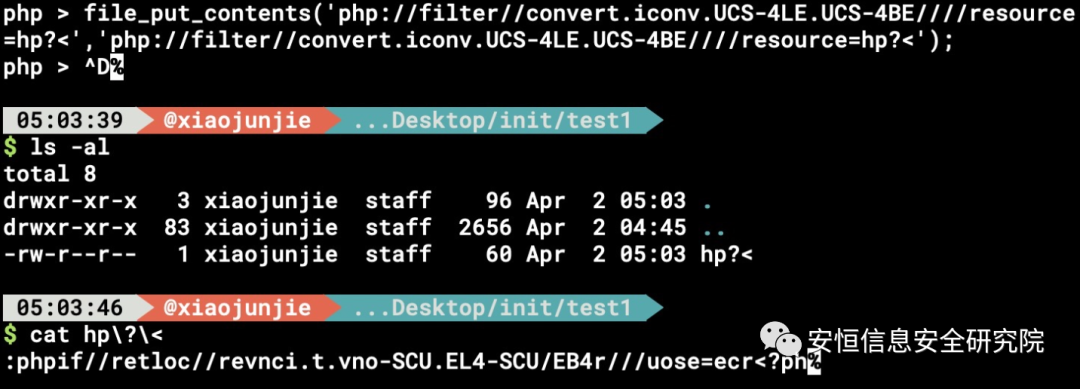 php > file_put_contents('php://filter//convert.iconv.UCS-4LE.UCS-4BE////resource
=hp?<','php://filter//convert.iconv.UCS-4LE.UCS-4BE////resource=hp?<');
php > ^D%
05:03:39 @xiaojunjie ...Desktop/init/test1
$ ls -al
total 8
drwxr-xr-x 3 xiaojunjie staff 96 Apr 2 05:03 .
drwxr-xr-x 83 xiaojunjie staff 2656 Apr 2 04:45 ..
-rw-r--r-- 1 xiaojunjie staff 60 Apr 2 05:03 hp?<
05:03:46 @xiaojunjie ...Desktop/init/test1
$ cat hp\?\<
:phpif//retloc//revnci.t.vno-SCU.EL4-SCU/EB4r///uose=ecr<?ph%
安恒信息安全研究院